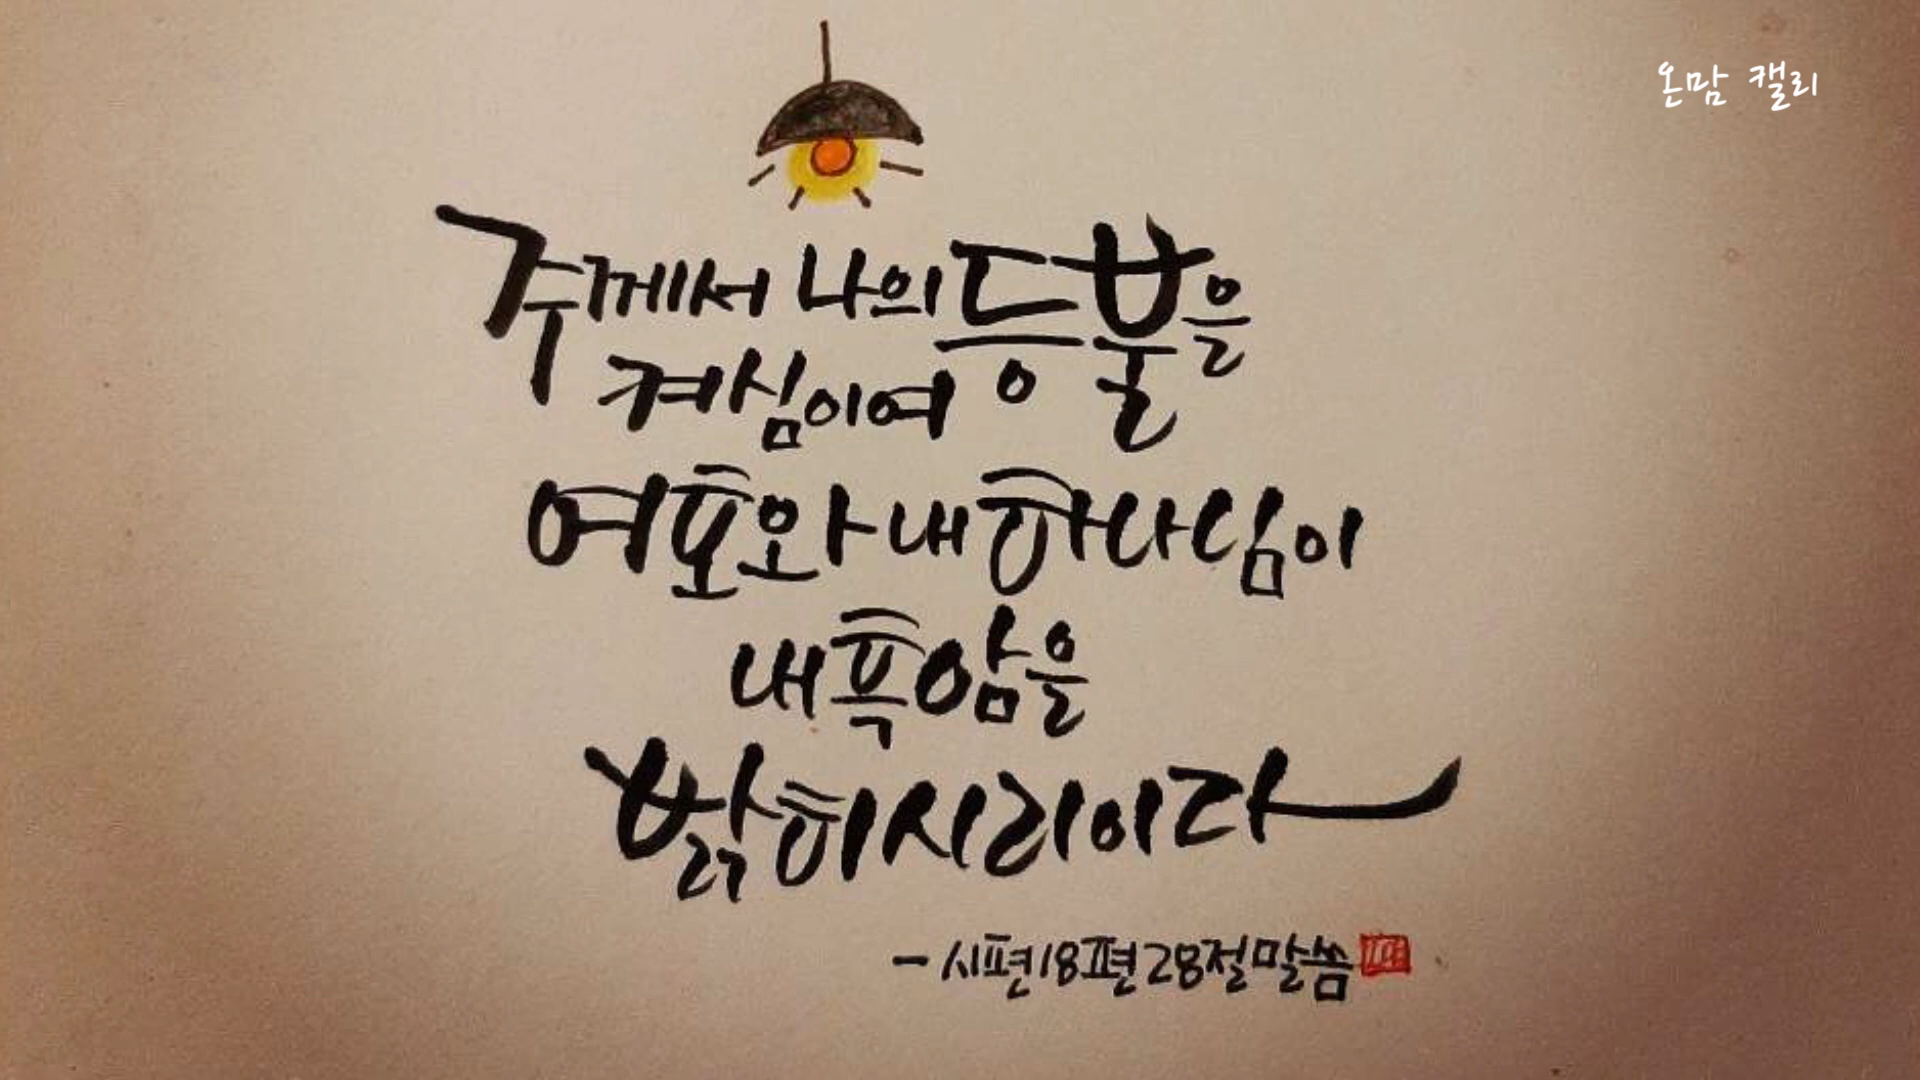 온맘 캘리
주께서 나의 등불을
켜심이여
여호와 내 하나님이
내 흑암을
밝히시리이다
- 시편 18편 28절 말씀